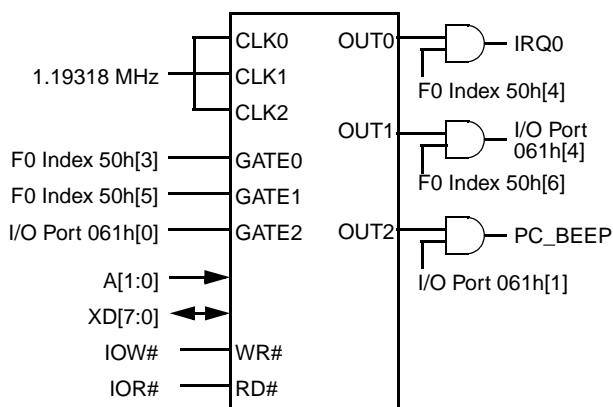 CLK0 OUT0 IRQ0
1.19318 MHz CLK1
F0 Index 50h[4]
CLK2
OUT1 I/O Port
061h[4]
F0 Index 50h[3] GATE0
F0 Index 50h[6]
F0 Index 50h[5] GATE1
I/O Port 061h[0] GATE2 OUT2 PC_BEEP
A[1:0]
I/O Port 061h[1]
XD[7:0]
IOW# WR#
IOR# RD#